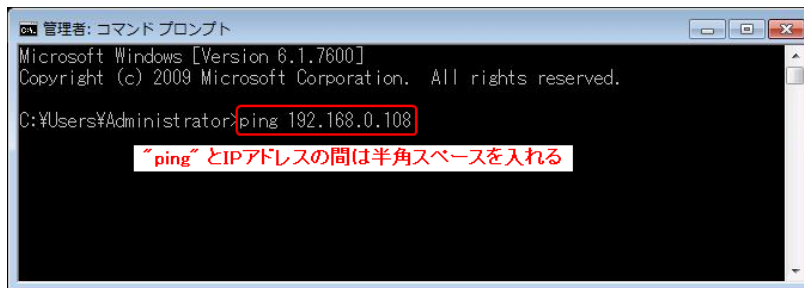 管理者: コマンド プロンプト
Microsoft Windows [Version 6.1.7600]
Copyright (c) 2009 Microsoft Corporation.  All rights reserved.
C:¥Users¥Administrator>ping 192.168.0.108
"ping" とIPアドレスの間は半角スペースを入れる